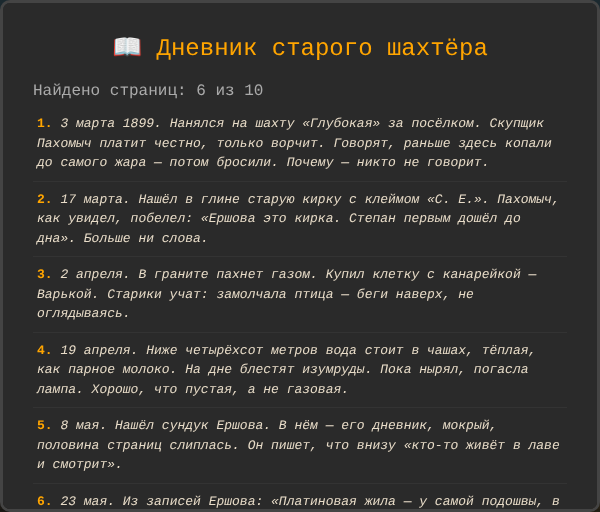 📖 Дневник старого шахтёра
Найдено страниц: 6 из 10
1. 3 марта 1899. Нанялся на шахту «Глубокая» за посёлком. Скупщик
Пахомыч платит честно, только ворчит. Говорят, раньше здесь копали
до самого жара — потом бросили. Почему — никто не говорит.
2. 17 марта. Нашёл в глине старую кирку с клеймом «С. Е.». Пахомыч,
как увидел, побелел: «Ершова это кирка. Степан первым дошёл до
дна». Больше ни слова.
3. 2 апреля. В граните пахнет газом. Купил клетку с канарейкой —
Варькой. Старики учат: замолчала птица — беги наверх, не
оглядываясь.
4. 19 апреля. Ниже четырёхсот метров вода стоит в чашах, тёплая,
как парное молоко. На дне блестят изумруды. Пока нырял, погасла
лампа. Хорошо, что пустая, а не газовая.
5. 8 мая. Нашёл сундук Ершова. В нём — его дневник, мокрый,
половина страниц слиплась. Он пишет, что внизу «кто-то живёт в лаве
и смотрит».
6. 23 мая. Из записей Ершова: «Платиновая жила — у самой подошвы, в